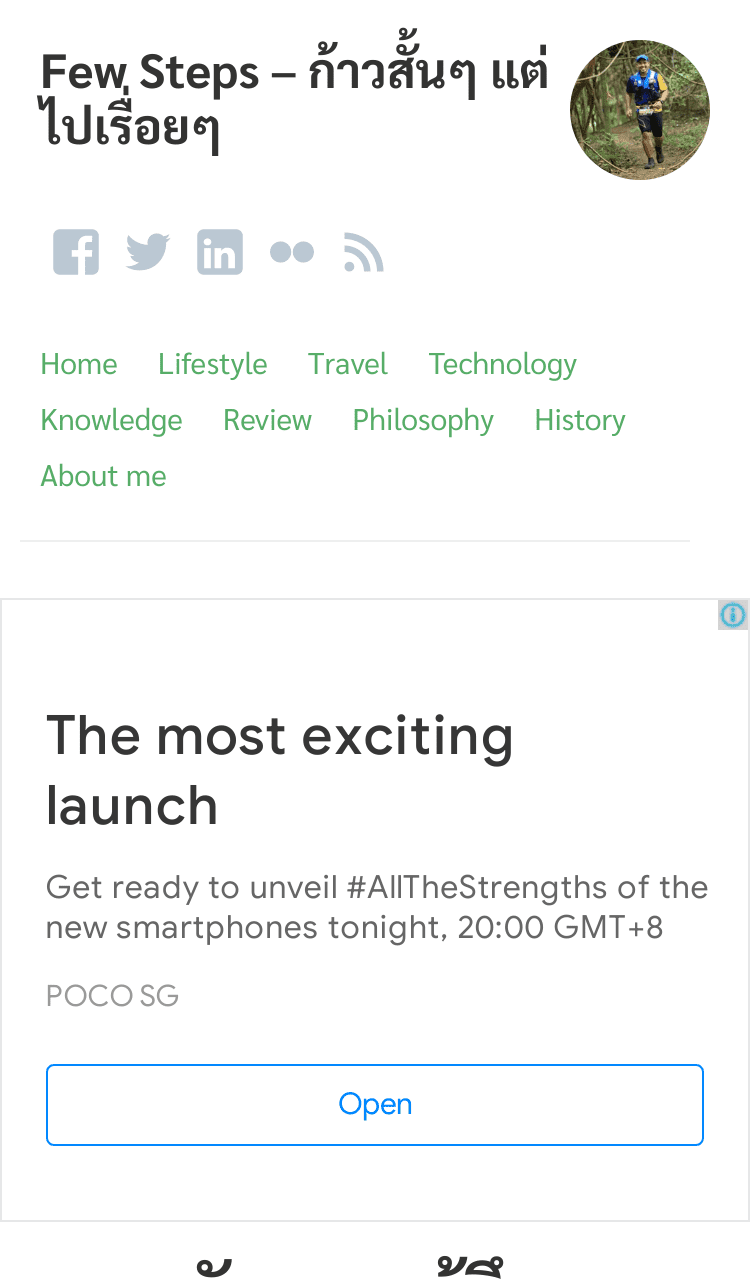 Few Steps – ก้าวสั้นๆ แต่
ไปเรื่อยๆ
Home Lifestyle Travel Technology
Knowledge Review Philosophy History
About me
The most exciting
launch
Get ready to unveil #AllTheStrengths of the
new smartphones tonight, 20:00 GMT+8
POCO SG
Open